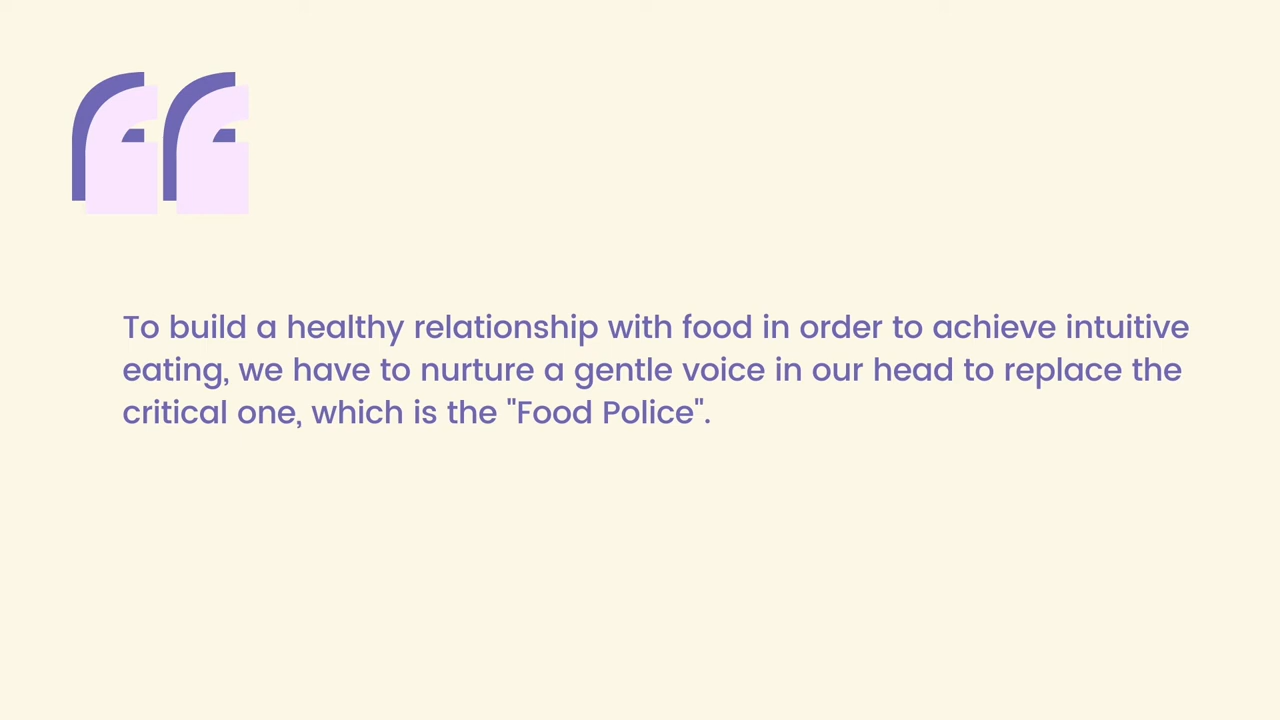 To build a healthy relationship with food in order to achieve intuitive
eating, we have to nurture a gentle voice in our head to replace the
critical one, which is the "Food Police".